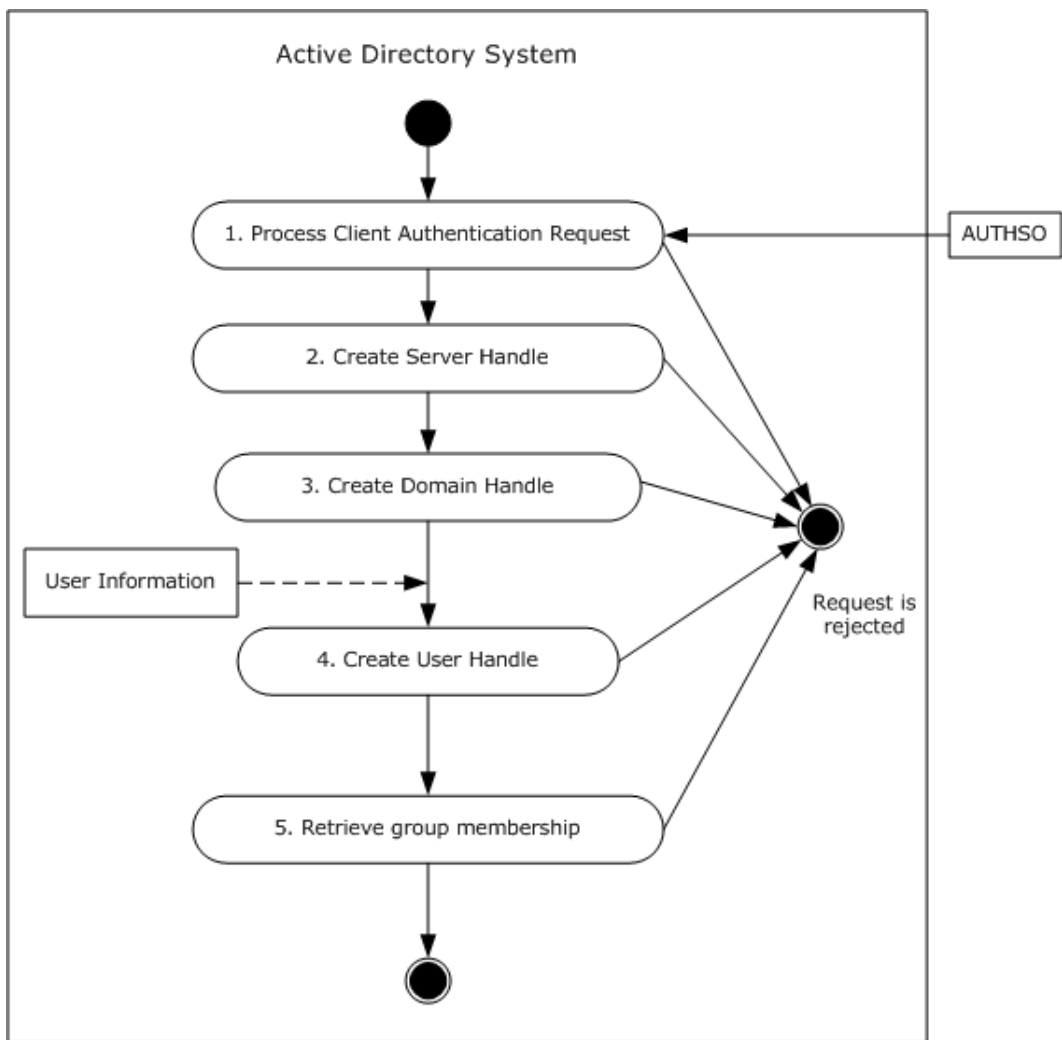 Active Directory System
1. Process Client Authentication Request
AUTHSO
2. Create Server Handle
3. Create Domain Handle
User Information
Request is
rejected
4. Create User Handle
5. Retrieve group membership